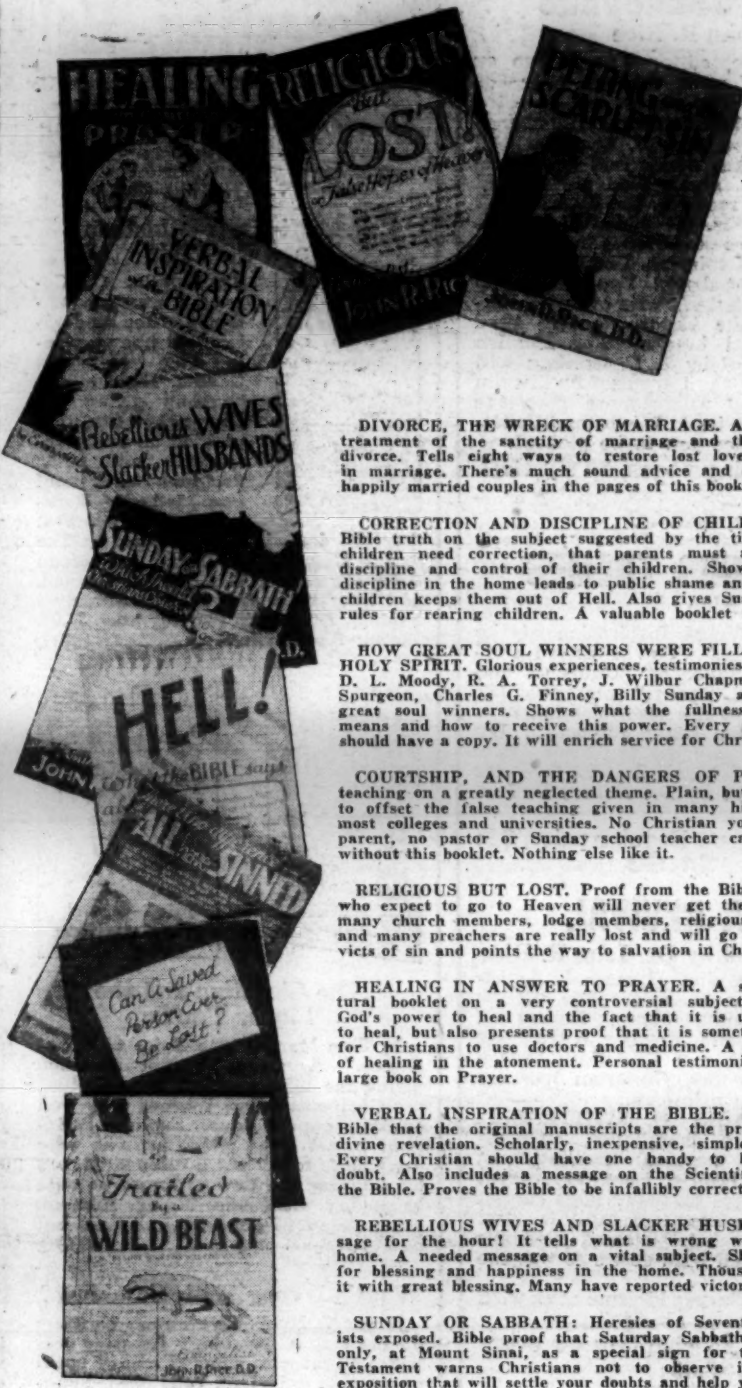 HEALING
PRAYER
RELIGIOUS
But
LOST!
or False Hopes of Heaven
By
JOHN R. RICE
PETTING
SCARLET SIN
John R. Rice, D.D.
VERBAL
INSPIRATION
of the
BIBLE
Rebellious WIVES
Slacker HUSBANDS
SUNDAY or SABBATH
Which Should
Christians Observe
?
D.D.
JOHN
HELL!
what the BIBLE says
ALL have SINNED
Can A Saved
Person Ever
Be Lost?
Trailed
by a
WILD BEAST
by
Evangelist
JOHN R. RICE, D.D.
DIVORCE, THE WRECK OF MARRIAGE. A
treatment of the sanctity of marriage and th
divorce. Tells eight ways to restore lost love
in marriage. There's much sound advice and
happily married couples in the pages of this book
CORRECTION AND DISCIPLINE OF CHIL
Bible truth on the subject suggested by the ti
children need correction, that parents must
discipline and control of their children. Show
discipline in the home leads to public shame an
children keeps them out of Hell. Also gives Su
rules for rearing children. A valuable booklet
HOW GREAT SOUL WINNERS WERE FILL
HOLY SPIRIT. Glorious experiences, testimonies
D. L. Moody, R. A. Torrey, J. Wilbur Chapm
Spurgeon, Charles G. Finney, Billy Sunday a
great soul winners. Shows what the fullness
means and how to receive this power. Every
should have a copy. It will enrich service for Chr
COURTSHIP, AND THE DANGERS OF P
teaching on a greatly neglected theme. Plain, but
to offset the false teaching given in many h
most colleges and universities. No Christian yo
parent, no pastor or Sunday school teacher ca
without this booklet. Nothing else like it.
RELIGIOUS BUT LOST. Proof from the Bib
who expect to go to Heaven will never get the
many church members, lodge members, religiou
and many preachers are really lost and will go
victs of sin and points the way to salvation in Ch
HEALING IN ANSWER TO PRAYER. A s
tural booklet on a very controversial subject
God's power to heal and the fact that it is u
to heal, but also presents proof that it is somet
for Christians to use doctors and medicine. A
of healing in the atonement. Personal testimoni
large book on Prayer.
VERBAL INSPIRATION OF THE BIBLE.
Bible that the original manuscripts are the pr
divine revelation. Scholarly, inexpensive, simple
Every Christian should have one handy to
doubt. Also includes a message on the Scienti
the Bible. Proves the Bible to be infallibly correct
REBELLIOUS WIVES AND SLACKER HUSB
sage for the hour! It tells what is wrong w
home. A needed message on a vital subject. Sh
for blessing and happiness in the home. Thous
it with great blessing. Many have reported victor
SUNDAY OR SABBATH: Heresies of Sevent
ists exposed. Bible proof that Saturday Sabbath
only, at Mount Sinai, as a special sign for t
Testament warns Christians not to observe i
exposition that will settle your doubts and help y